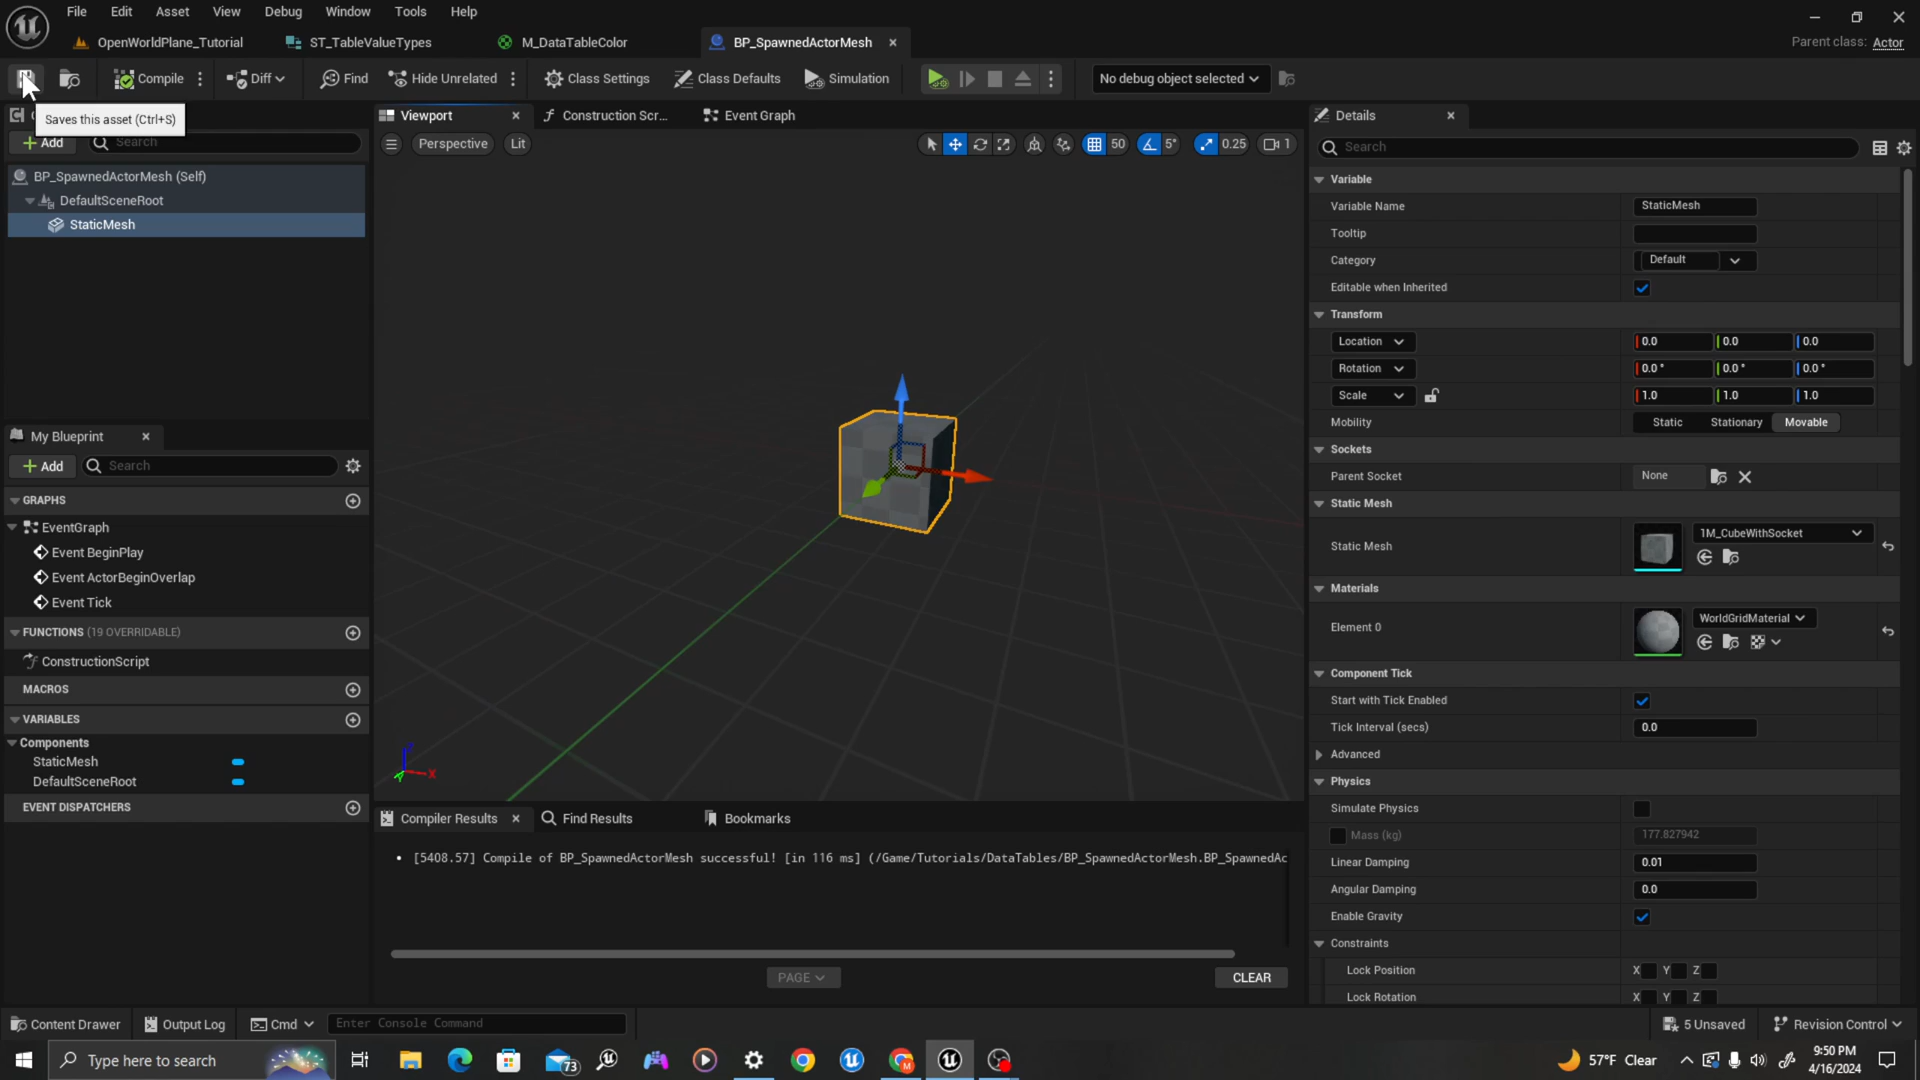 File Edit Asset View Debug Window Tools Help
OpenWorldPlane_Tutorial ST_TableValueTypes M_DataTableColor BP_SpawnedActorMesh
Parent class: Actor
Compile Diff Find Hide Unrelated Class Settings Class Defaults Simulation No debug object selected
Saves this asset (Ctrl+S)
Add Search
BP_SpawnedActorMesh (Self)
DefaultSceneRoot
StaticMesh
My Blueprint
Add Search
GRAPHS
EventGraph
Event BeginPlay
Event ActorBeginOverlap
Event Tick
FUNCTIONS (19 OVERRIDABLE)
ConstructionScript
MACROS
VARIABLES
Components
StaticMesh
DefaultSceneRoot
EVENT DISPATCHERS
Viewport Construction Scr... Event Graph
Perspective Lit 50 5° 0.25 1
X
Compiler Results Find Results Bookmarks
[5408.57] Compile of BP_SpawnedActorMesh successful! [in 116 ms] (/Game/Tutorials/DataTables/BP_SpawnedActorMesh.BP_SpawnedAc
PAGE CLEAR
Details
Search
Variable
Variable Name StaticMesh
Tooltip
Category Default
Editable when Inherited
Transform
Location 0.0 0.0 0.0
Rotation 0.0 ° 0.0 ° 0.0 °
Scale 1.0 1.0 1.0
Mobility Static Stationary Movable
Sockets
Parent Socket None
Static Mesh
Static Mesh 1M_CubeWithSocket
Materials
Element 0 WorldGridMaterial
Component Tick
Start with Tick Enabled
Tick Interval (secs) 0.0
Advanced
Physics
Simulate Physics
Mass (kg) 177.827942
Linear Damping 0.01
Angular Damping 0.0
Enable Gravity
Constraints
Lock Position X Y Z
Lock Rotation X Y Z
Content Drawer Output Log Cmd Enter Console Command 5 Unsaved Revision Control
Type here to search 73 57°F Clear
9:50 PM
4/16/2024